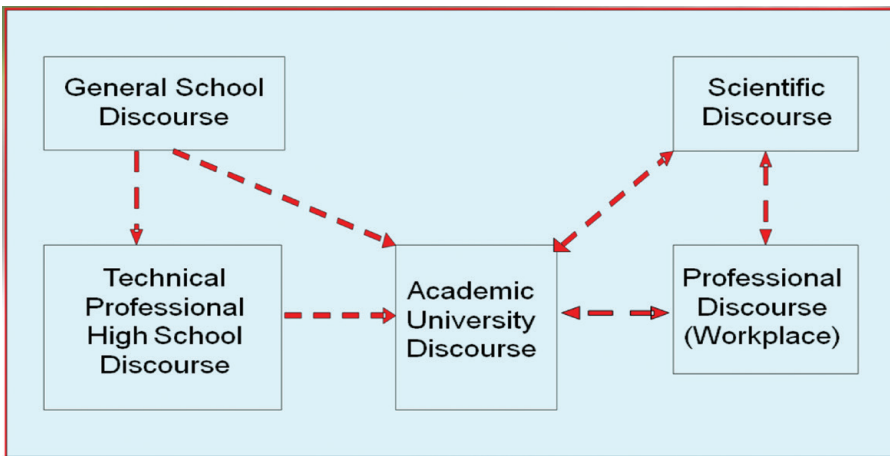 General School
Discourse
Scientific
Discourse
Technical
Professional
High School
Discourse
Academic
University
Discourse
Professional
Discourse
(Workplace)